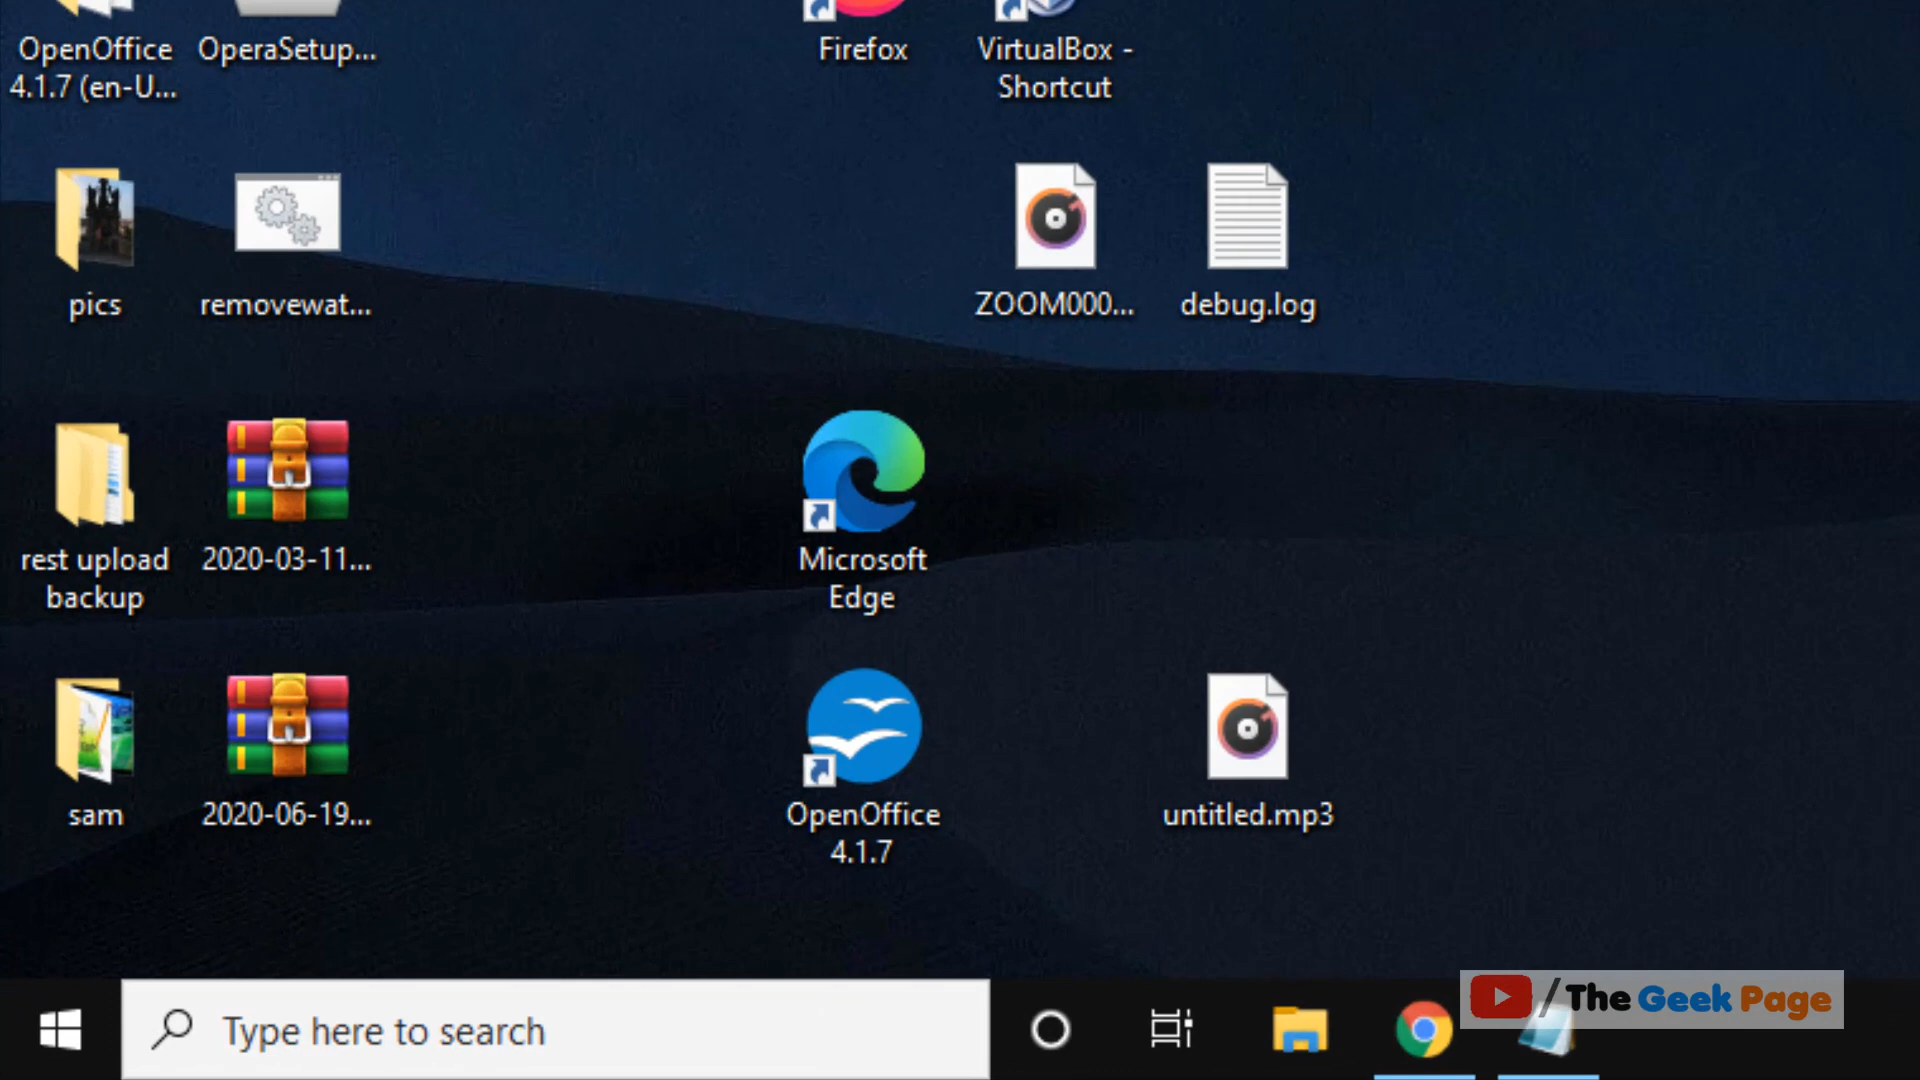 OpenOffice
4.1.7 (en-U...
OperaSetup...
Firefox
VirtualBox -
Shortcut
pics
removewat...
ZOOM000...
debug.log
rest upload
backup
2020-03-11...
Microsoft
Edge
sam
2020-06-19...
OpenOffice
4.1.7
untitled.mp3
Type here to search
/The Geek Page